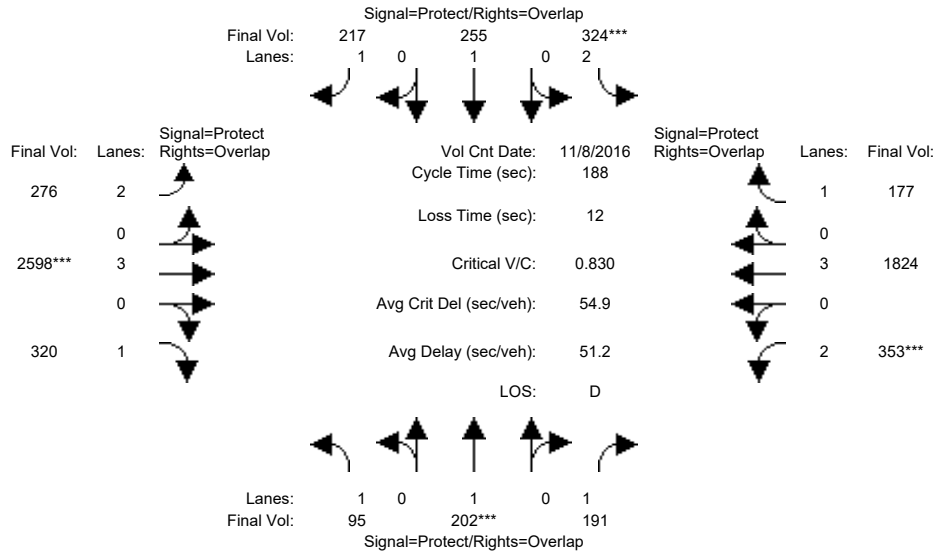 Signal=Protect/Rights=Overlap
Final Vol: 217 255 324***
Lanes: 1 0 1 0 2
Signal=Protect
Final Vol: Lanes: Rights=Overlap
Vol Cnt Date: 11/8/2016
Signal=Protect
Rights=Overlap Lanes: Final Vol:
Cycle Time (sec): 188
276 2
1 177
Loss Time (sec): 12
0
0
2598*** 3
Critical V/C: 0.830
3 1824
0
Avg Crit Del (sec/veh): 54.9
0
320 1
Avg Delay (sec/veh): 51.2
2 353***
LOS: D
Lanes: 1 0 1 0 1
Final Vol: 95 202*** 191
Signal=Protect/Rights=Overlap